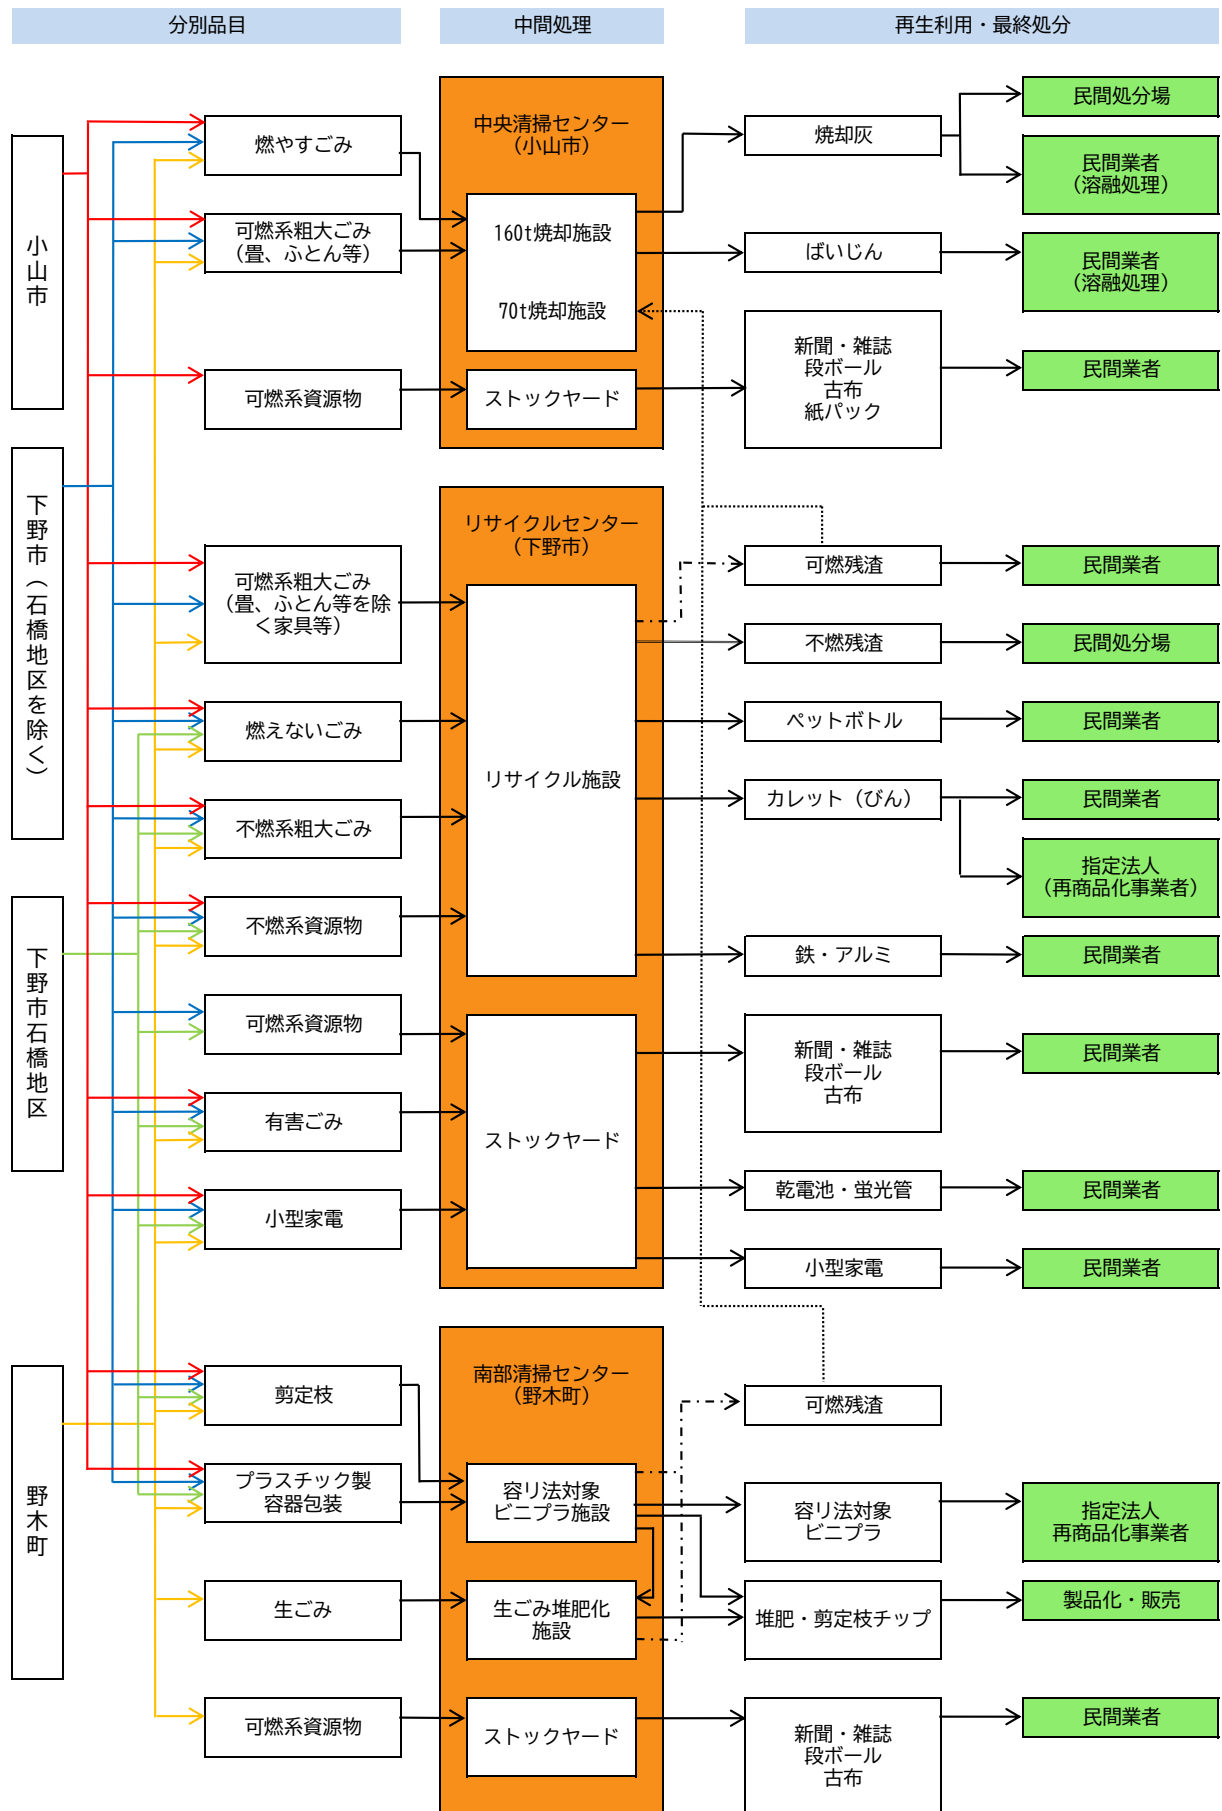 分別品目
中間処理
再生利用・最終処分
小山市
下野市（石橋地区を除く）
下野市石橋地区
野木町
燃やすごみ
可燃系粗大ごみ
（畳、ふとん等）
可燃系資源物
可燃系粗大ごみ
（畳、ふとん等を除
く家具等）
燃えないごみ
不燃系粗大ごみ
不燃系資源物
可燃系資源物
有害ごみ
小型家電
剪定枝
プラスチック製
容器包装
生ごみ
可燃系資源物
中央清掃センター
（小山市）
160t焼却施設
70t焼却施設
ストックヤード
リサイクルセンター
（下野市）
リサイクル施設
ストックヤード
南部清掃センター
（野木町）
容リ法対象
ビニプラ施設
生ごみ堆肥化
施設
ストックヤード
焼却灰
ばいじん
新聞・雑誌
段ボール
古布
紙パック
可燃残渣
不燃残渣
ペットボトル
カレット（びん）
鉄・アルミ
新聞・雑誌
段ボール
古布
乾電池・蛍光管
小型家電
可燃残渣
容リ法対象
ビニプラ
堆肥・剪定枝チップ
新聞・雑誌
段ボール
古布
民間処分場
民間業者
（溶融処理）
民間業者
（溶融処理）
民間業者
民間業者
民間処分場
民間業者
民間業者
指定法人
（再商品化事業者）
民間業者
民間業者
民間業者
民間業者
指定法人
再商品化事業者
製品化・販売
民間業者